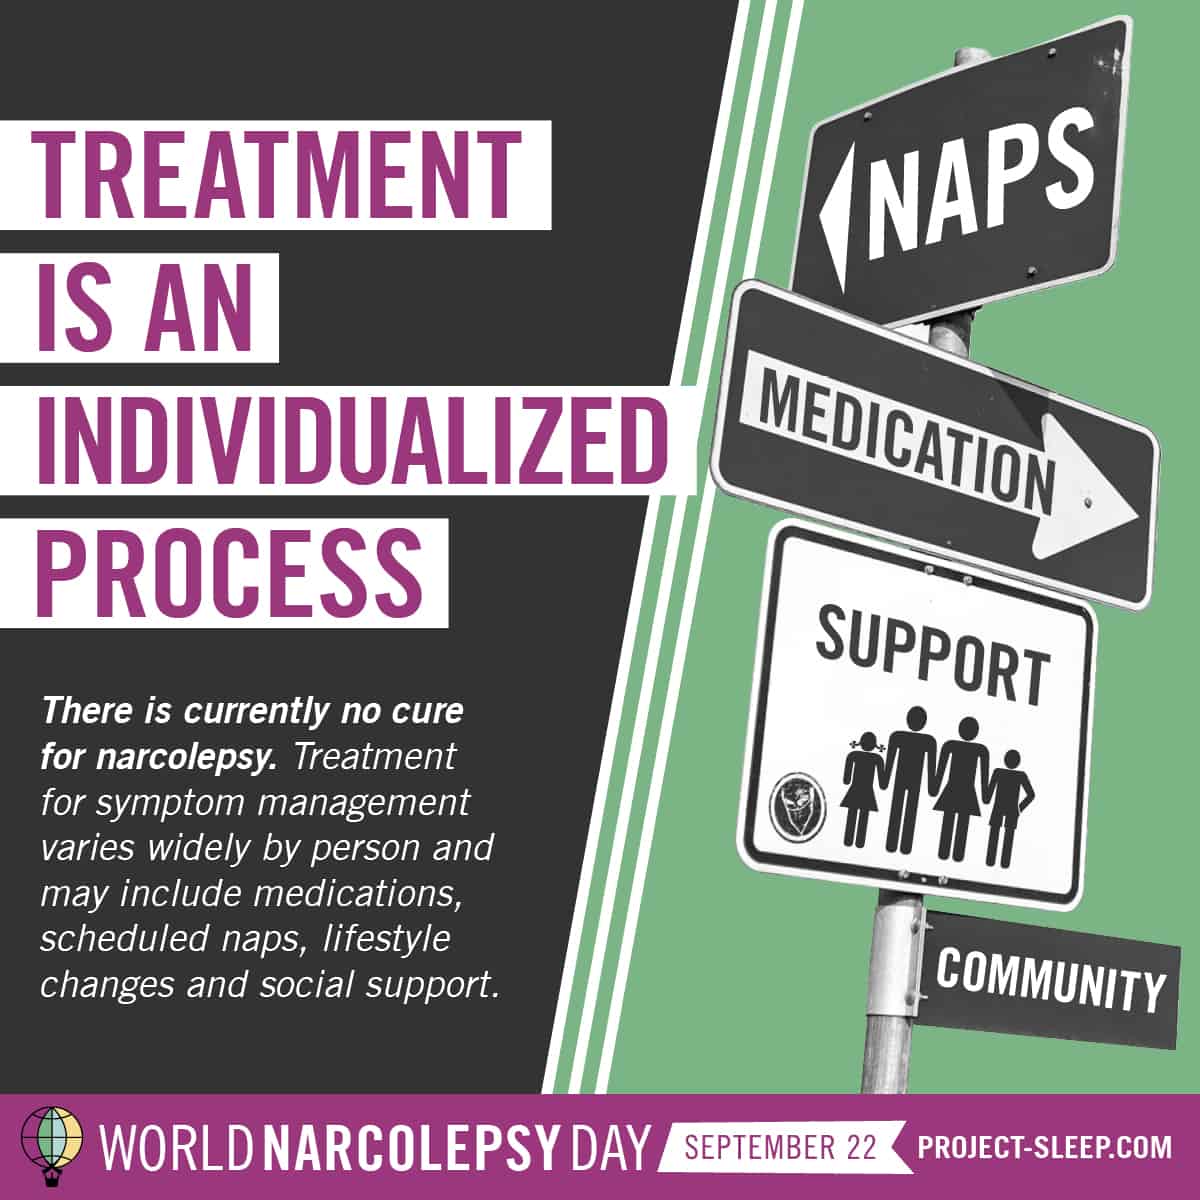 TREATMENT
IS AN
INDIVIDUALIZED
PROCESS
There is currently no cure
for narcolepsy. Treatment
for symptom management
varies widely by person and
may include medications,
scheduled naps, lifestyle
changes and social support.
NAPS
MEDICATION
SUPPORT
COMMUNITY
WORLD NARCOLEPSY DAY
SEPTEMBER 22
PROJECT-SLEEP.COM